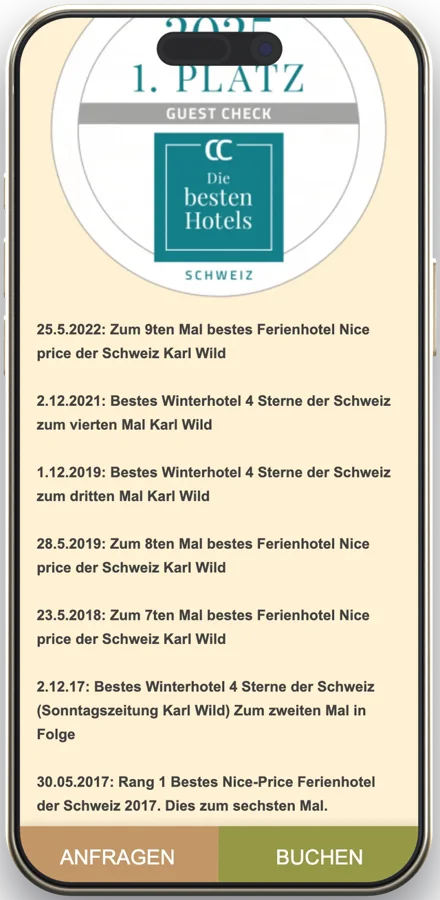 2025
1. PLATZ
GUEST CHECK
CC
Die
besten
Hotels
SCHWEIZ
25.5.2022: Zum 9ten Mal bestes Ferienhotel Nice
price der Schweiz Karl Wild
2.12.2021: Bestes Winterhotel 4 Sterne der Schweiz
zum vierten Mal Karl Wild
1.12.2019: Bestes Winterhotel 4 Sterne der Schweiz
zum dritten Mal Karl Wild
28.5.2019: Zum 8ten Mal bestes Ferienhotel Nice
price der Schweiz Karl Wild
23.5.2018: Zum 7ten Mal bestes Ferienhotel Nice
price der Schweiz Karl Wild
2.12.17: Bestes Winterhotel 4 Sterne der Schweiz
(Sonntagszeitung Karl Wild) Zum zweiten Mal in
Folge
30.05.2017: Rang 1 Bestes Nice-Price Ferienhotel
der Schweiz 2017. Dies zum sechsten Mal.
ANFRAGEN
BUCHEN